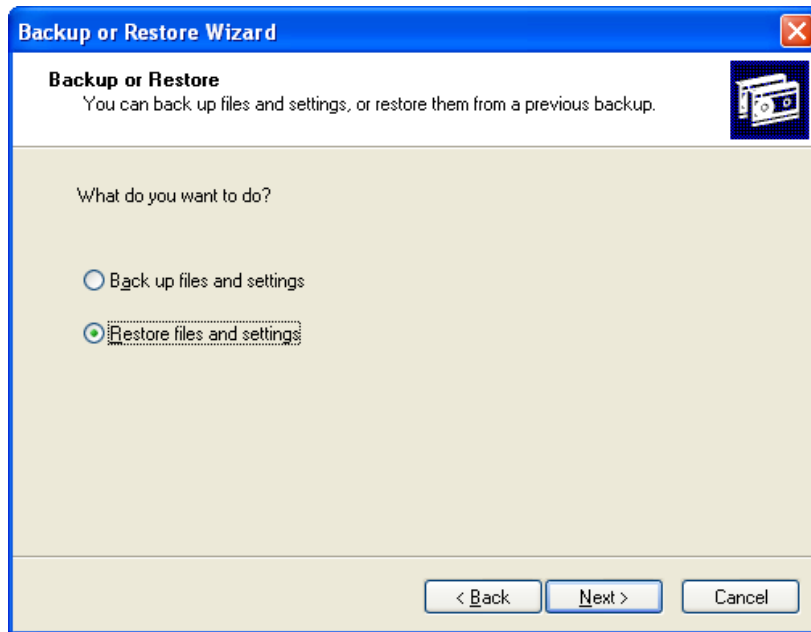 Backup or Restore Wizard
Backup or Restore
You can back up files and settings, or restore them from a previous backup.
What do you want to do?
Back up files and settings
Restore files and settings
< Back
Next >
Cancel